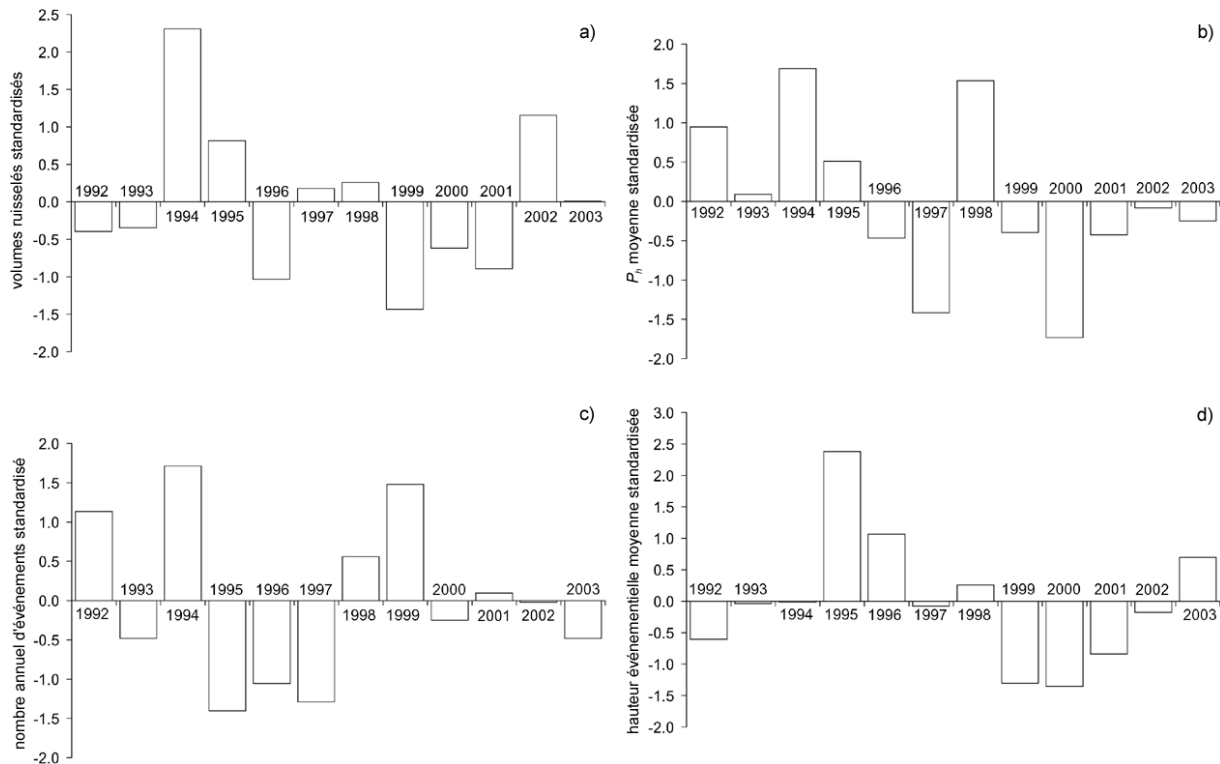 a)
volumes ruisselés standardisés
2.5
2.0
1.5
1.0
0.5
0.0
-0.5
-1.0
-1.5
-2.0
1992 1993 1996 1999 2000 2001
1994 1995 1997 1998 2002 2003
b)
P_h moyenne standardisée
2.0
1.5
1.0
0.5
0.0
-0.5
-1.0
-1.5
-2.0
1996 1999 2000 2001 2002 2003
1992 1993 1994 1995 1997 1998
c)
nombre annuel d'événements standardisé
2.0
1.5
1.0
0.5
0.0
-0.5
-1.0
-1.5
-2.0
1993 1995 1996 1997 2000 2003
1992 1994 1998 1999 2001 2002
d)
hauteur événementielle moyenne standardisée
3.0
2.5
2.0
1.5
1.0
0.5
0.0
-0.5
-1.0
-1.5
-2.0
1992 1993 1999 2000 2001 2002
1994 1995 1996 1997 1998 2003